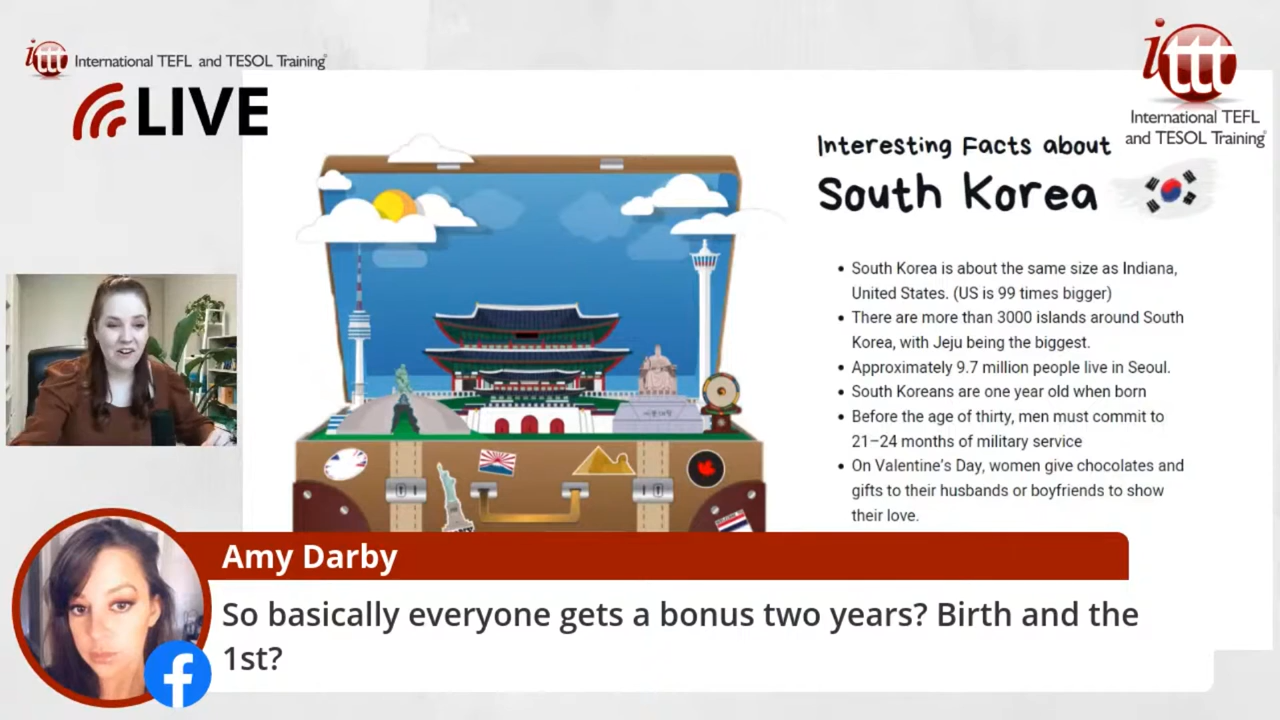 ittt International TEFL and TESOL Training
LIVE
ittt
International TEFL
and TESOL Training
Interesting Facts about
South Korea
• South Korea is about the same size as Indiana,
United States. (US is 99 times bigger)
• There are more than 3000 islands around South
Korea, with Jeju being the biggest.
• Approximately 9.7 million people live in Seoul.
• South Koreans are one year old when born
• Before the age of thirty, men must commit to
21–24 months of military service
• On Valentine's Day, women give chocolates and
gifts to their husbands or boyfriends to show
their love.
Amy Darby
So basically everyone gets a bonus two years? Birth and the
1st?